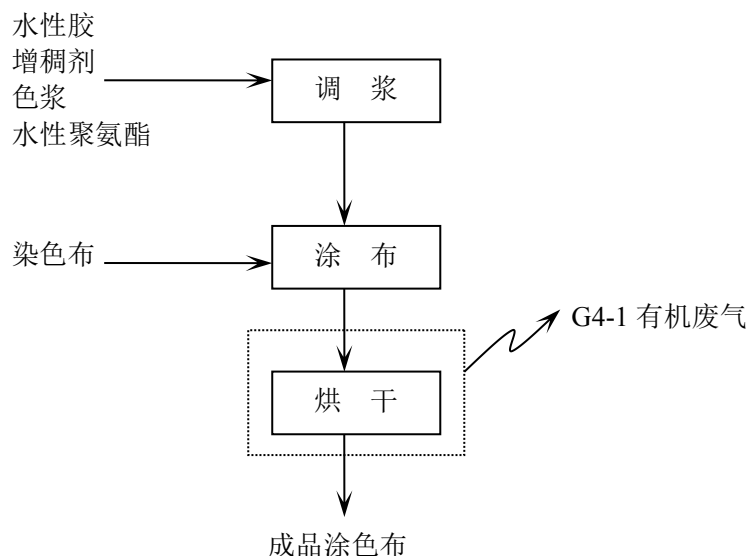 水性胶
增稠剂
色浆
水性聚氨酯
调 浆
染色布
涂 布
G4-1 有机废气
烘 干
成品涂色布